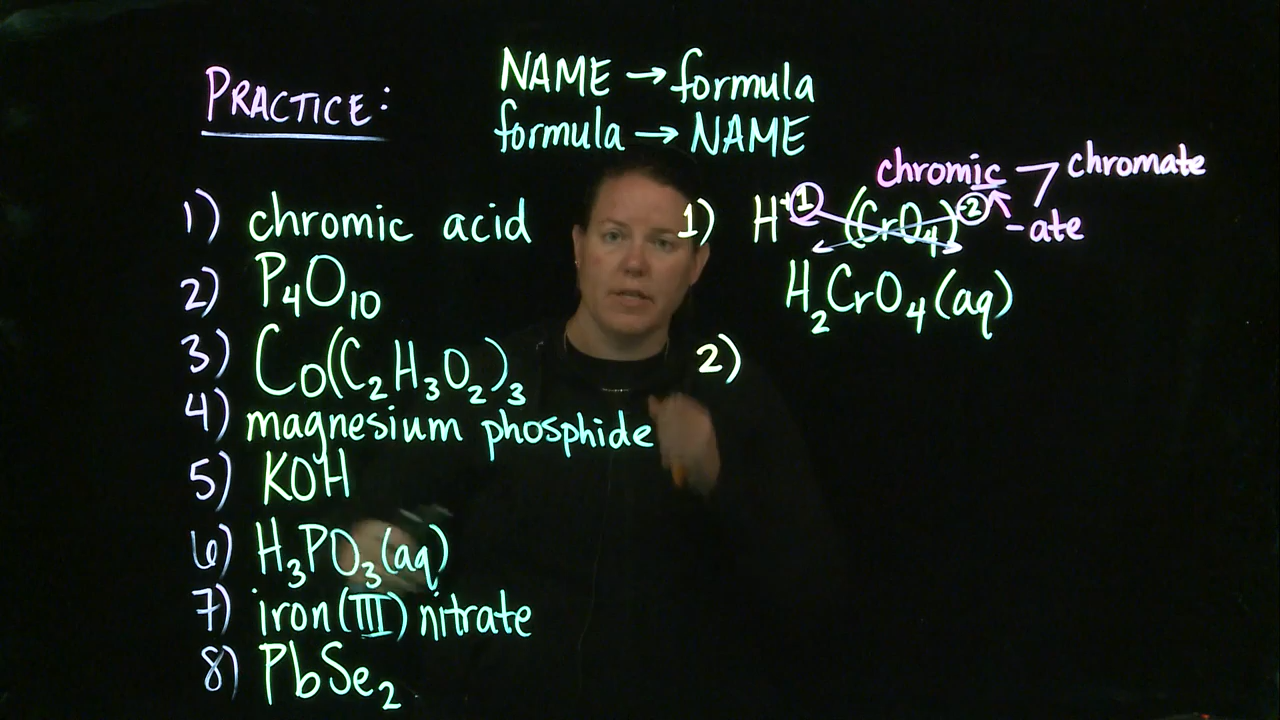 PRACTICE:
NAME → formula
formula → NAME
1) chromic acid
2) P₄O₁₀
3) Co(C₂H₃O₂)₃
4) magnesium phosphide
5) KOH
6) H₃PO₃(aq)
7) iron(III) nitrate
8) PbSe₂
chromic → chromate
-ate
1) H⁺¹ (CrO₄)⁻²
H₂CrO₄(aq)
2)